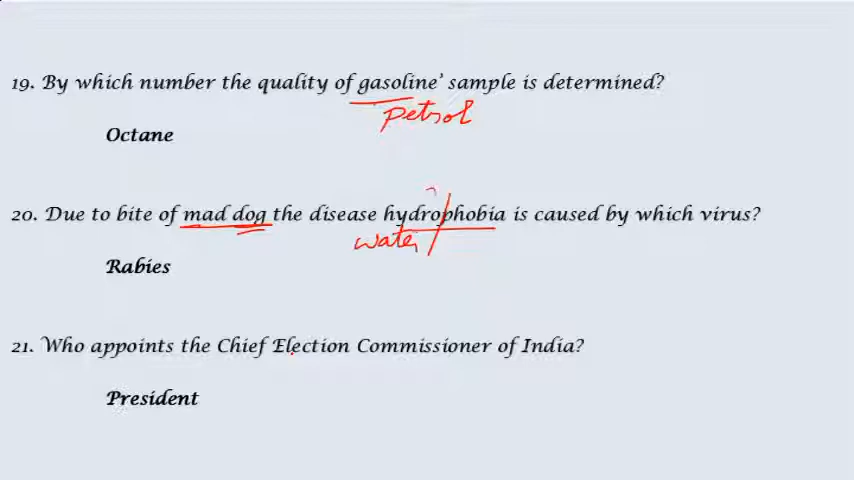 19. By which number the quality of gasoline' sample is determined?
petrol
Octane
20. Due to bite of mad dog the disease hydrophobia is caused by which virus?
water
Rabies
21. Who appoints the Chief Election Commissioner of India?
President